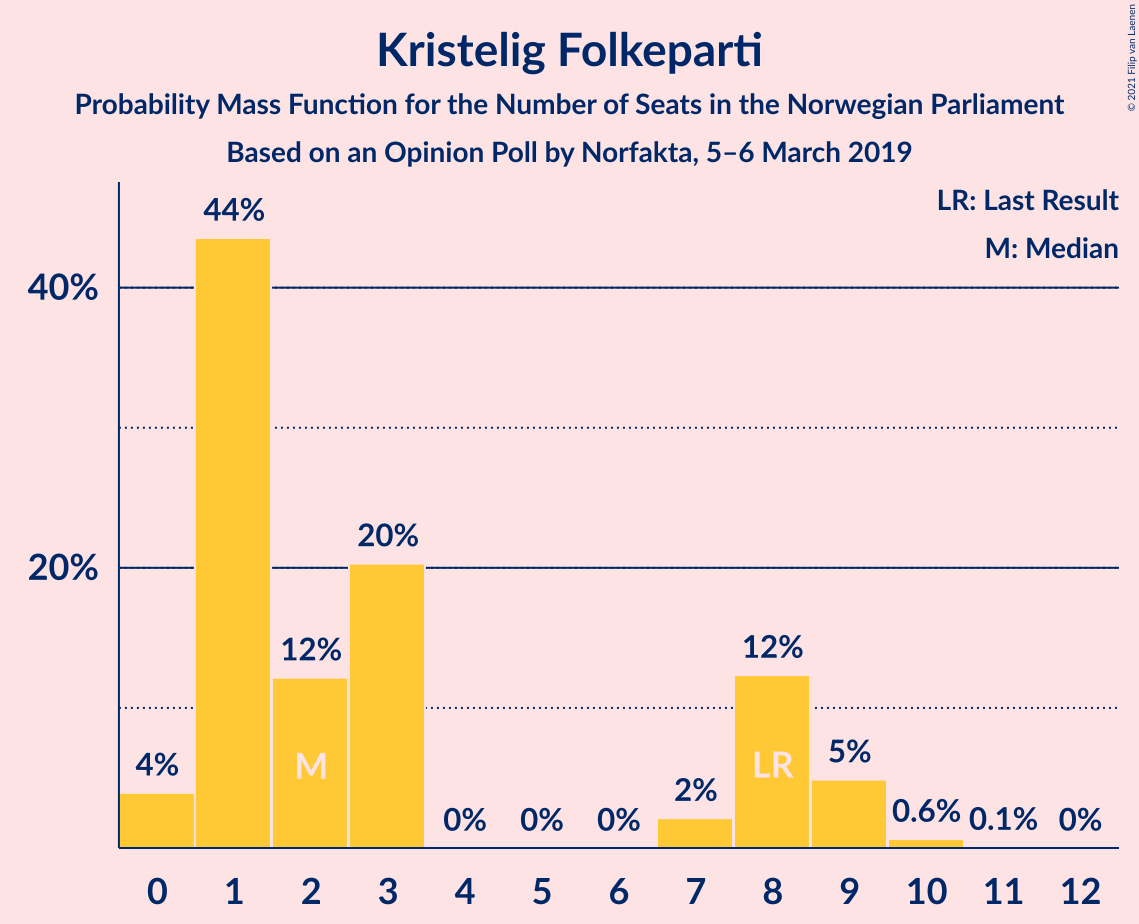 Kristelig Folkeparti
Probability Mass Function for the Number of Seats in the Norwegian Parliament
Based on an Opinion Poll by Norfakta, 5–6 March 2019
© 2021 Filip van Laenen
LR: Last Result
M: Median
44%
40%
20%
20%
12%
12%
4%
M
LR
5%
2%
0%
0%
0%
0.6%
0.1%
0%
0 1 2 3 4 5 6 7 8 9 10 11 12